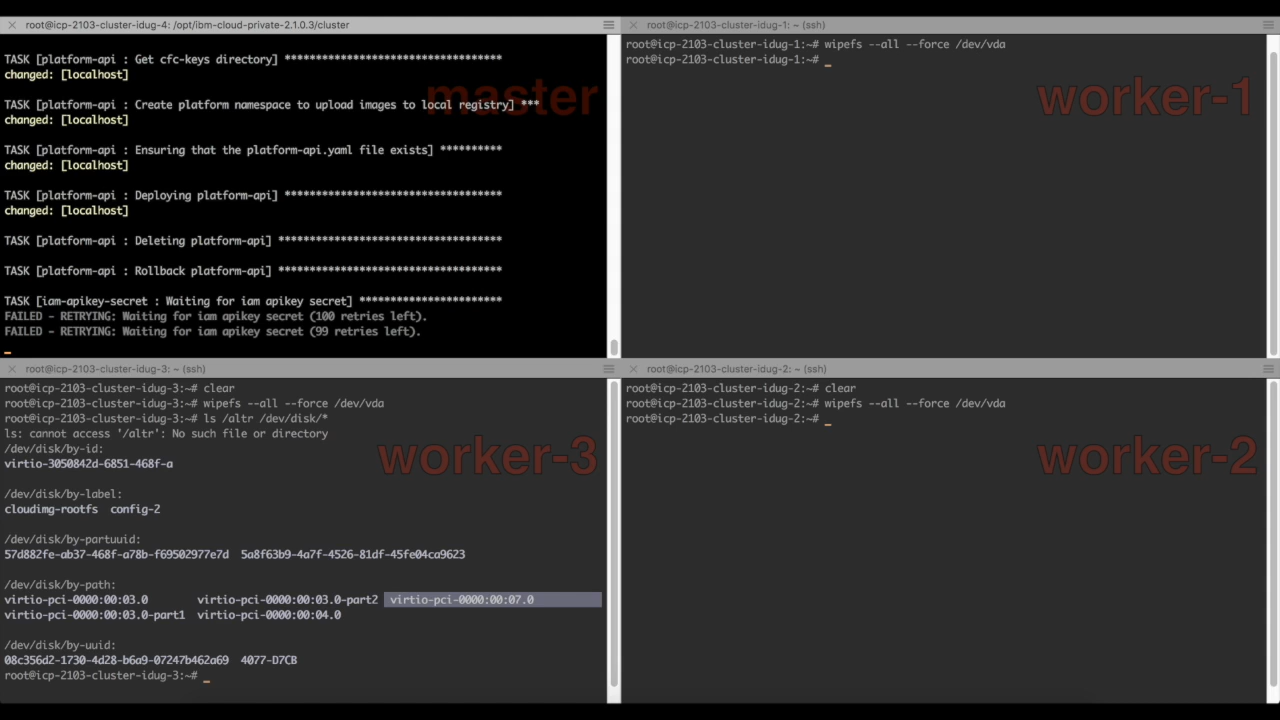 root@icp-2103-cluster-idug-4: /opt/ibm-cloud-private-2.1.0.3/cluster
TASK [platform-api : Get cfc-keys directory] ***********************************
changed: [localhost]
TASK [platform-api : Create platform namespace to upload images to local registry] ***
changed: [localhost]
TASK [platform-api : Ensuring that the platform-api.yaml file exists] **********
changed: [localhost]
TASK [platform-api : Deploying platform-api] ***********************************
changed: [localhost]
TASK [platform-api : Deleting platform-api] ************************************
TASK [platform-api : Rollback platform-api] ************************************
TASK [iam-apikey-secret : Waiting for iam apikey secret] ***********************
FAILED - RETRYING: Waiting for iam apikey secret (100 retries left).
FAILED - RETRYING: Waiting for iam apikey secret (99 retries left).
master
root@icp-2103-cluster-idug-1: ~ (ssh)
root@icp-2103-cluster-idug-1:~# wipefs --all --force /dev/vda
root@icp-2103-cluster-idug-1:~#
worker-1
root@icp-2103-cluster-idug-3: ~ (ssh)
root@icp-2103-cluster-idug-3:~# clear
root@icp-2103-cluster-idug-3:~# wipefs --all --force /dev/vda
root@icp-2103-cluster-idug-3:~# ls /altr /dev/disk/*
ls: cannot access '/altr': No such file or directory
/dev/disk/by-id:
virtio-3050842d-6851-468f-a
/dev/disk/by-label:
cloudimg-rootfs  config-2
/dev/disk/by-partuuid:
57d882fe-ab37-468f-a78b-f69502977e7d  5a8f63b9-4a7f-4526-81df-45fe04ca9623
/dev/disk/by-path:
virtio-pci-0000:00:03.0        virtio-pci-0000:00:03.0-part2  virtio-pci-0000:00:07.0
virtio-pci-0000:00:03.0-part1  virtio-pci-0000:00:04.0
/dev/disk/by-uuid:
08c356d2-1730-4d28-b6a9-07247b462a69  4077-D7CB
root@icp-2103-cluster-idug-3:~#
worker-3
root@icp-2103-cluster-idug-2: ~ (ssh)
root@icp-2103-cluster-idug-2:~# clear
root@icp-2103-cluster-idug-2:~# wipefs --all --force /dev/vda
root@icp-2103-cluster-idug-2:~#
worker-2